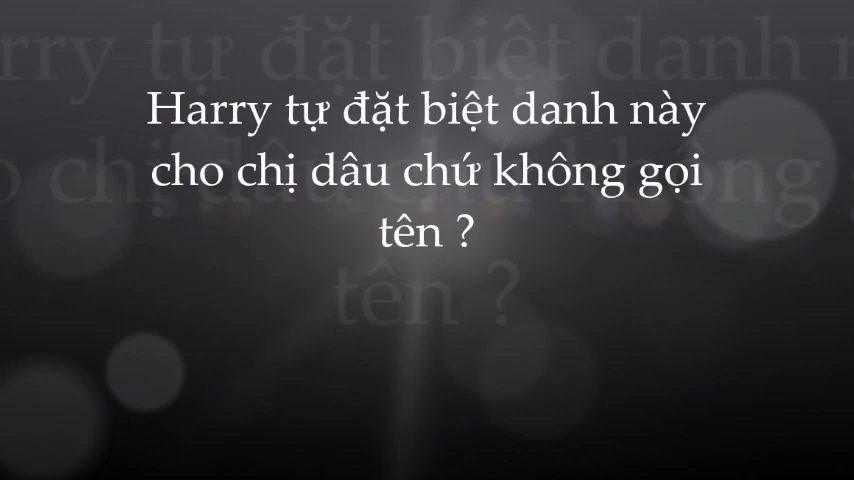 Harry tự đặt biệt danh này
cho chị dâu chứ không gọi
tên ?